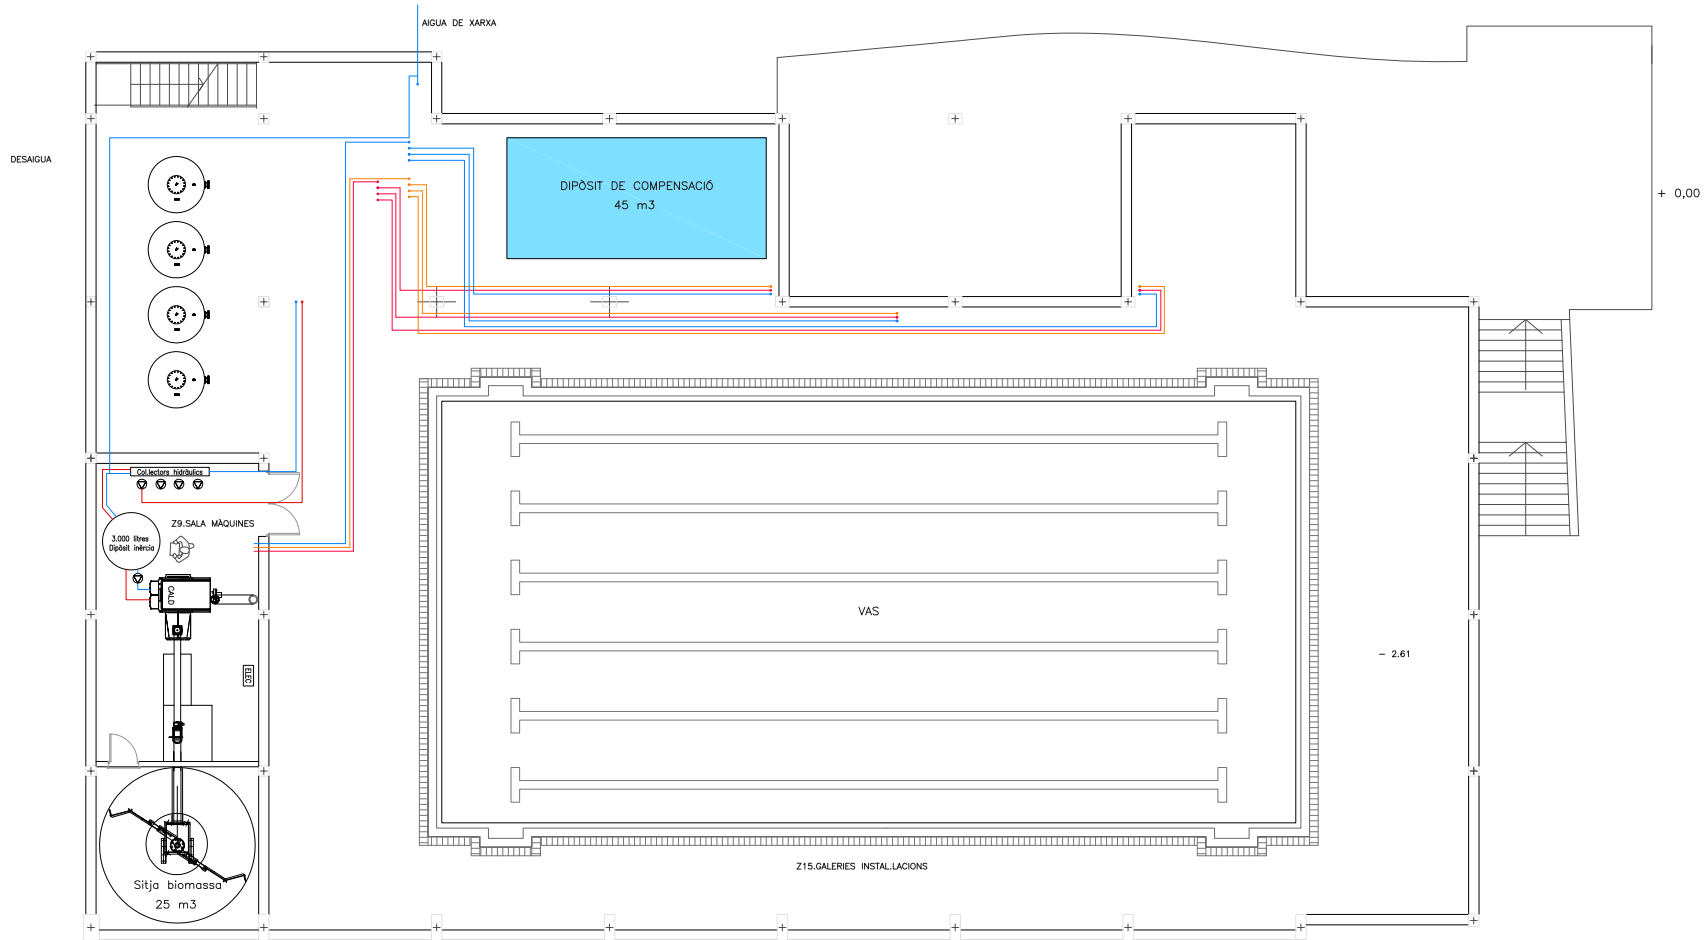 AIGUA DE XARXA
DESAIGUA
DIPÒSIT DE COMPENSACIÓ
45 m3
+ 0,00
Col.lectors hidràulics
Z9.SALA MÀQUINES
3.000 litres
Dipòsit inèrcia
CALD
VAS
ELEC
- 2.61
Z15.GALERIES INSTAL.LACIONS
Sitja biomassa
25 m3